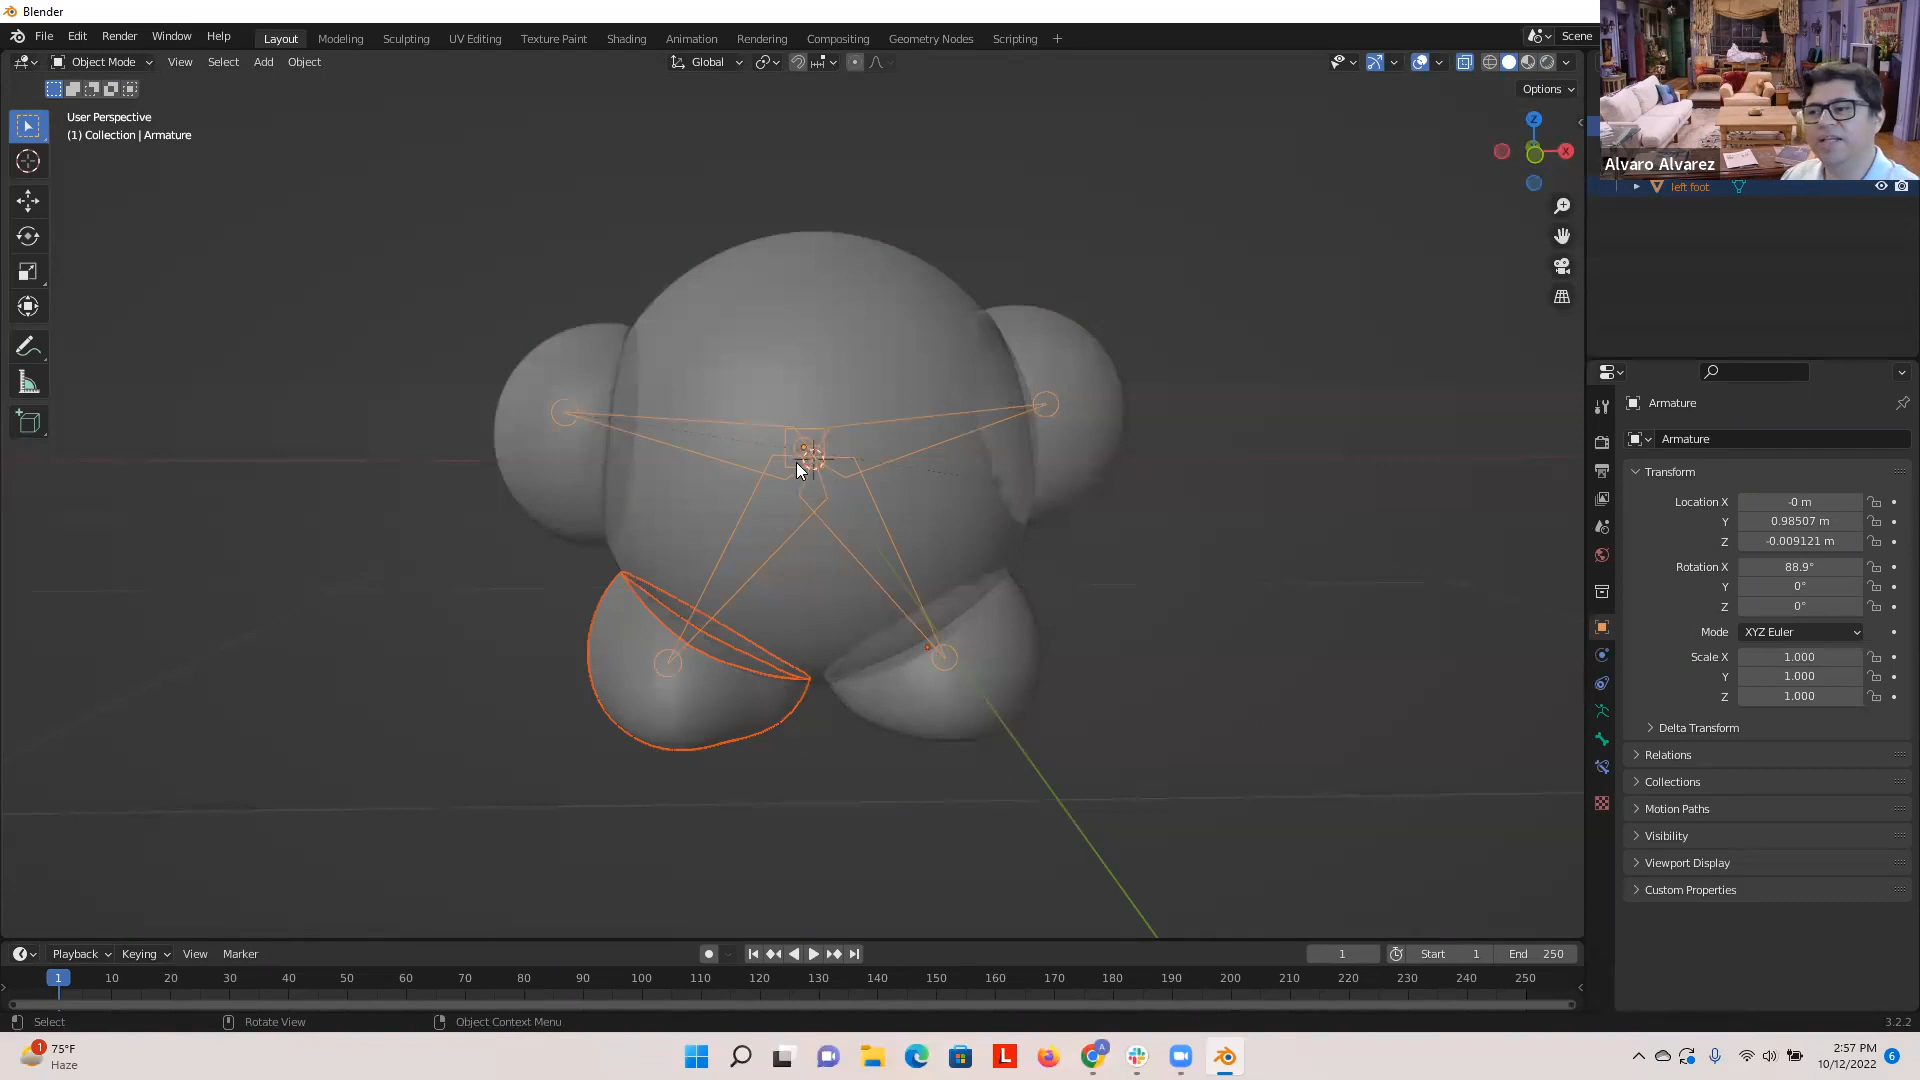 Blender
File Edit Render Window Help
Layout Modeling Sculpting UV Editing Texture Paint Shading Animation Rendering Compositing Geometry Nodes Scripting +
Scene
Object Mode View Select Add Object
Global
Options
User Perspective
(1) Collection | Armature
Z
X
Alvaro Alvarez
left foot
Armature
Armature
Transform
Location X -0 m
Y 0.98507 m
Z -0.009121 m
Rotation X 88.9°
Y 0°
Z 0°
Mode XYZ Euler
Scale X 1.000
Y 1.000
Z 1.000
Delta Transform
Relations
Collections
Motion Paths
Visibility
Viewport Display
Custom Properties
Playback Keying View Marker
1 Start 1 End 250
1 10 20 30 40 50 60 70 80 90 100 110 120 130 140 150 160 170 180 190 200 210 220 230 240 250
Select Rotate View Object Context Menu
3.2.2
1
75°F
Haze
L
A
2:57 PM
10/12/2022
6